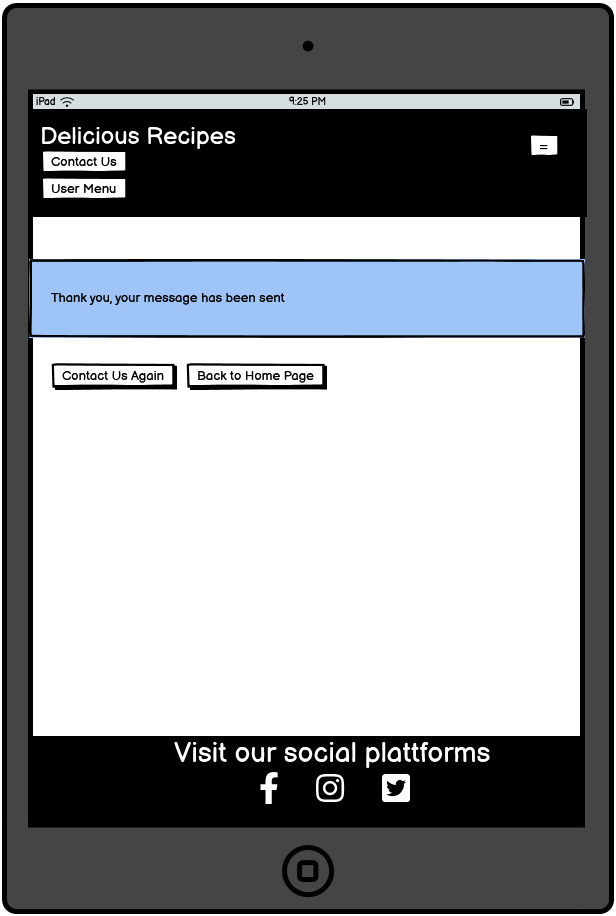 iPad 9:25 PM
Delicious Recipes
=
Contact Us
User Menu
Thank you, your message has been sent
Contact Us Again Back to Home Page
Visit our social plattforms